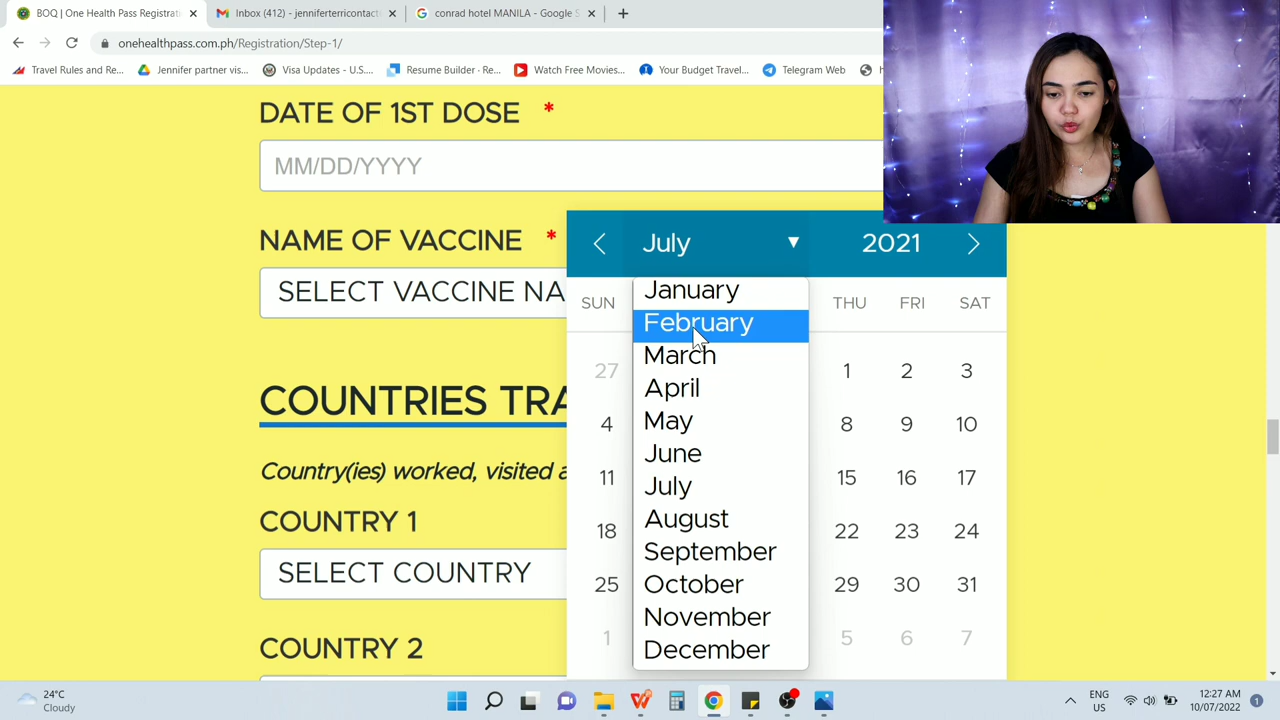 BOQ | One Health Pass Registrati
Inbox (412) - jenniferterricontact
conrad hotel MANILA - Google S
onehealthpass.com.ph/Registration/Step-1/
Travel Rules and Re...
Jennifer partner vis...
Visa Updates - U.S....
Resume Builder · Re...
Watch Free Movies...
Your Budget Travel...
Telegram Web
DATE OF 1ST DOSE *
MM/DD/YYYY
NAME OF VACCINE *
SELECT VACCINE NA
COUNTRIES TRA
Country(ies) worked, visited a
COUNTRY 1
SELECT COUNTRY
COUNTRY 2
July ▼ 2021
SUN THU FRI SAT
January
February
March
April
May
June
July
August
September
October
November
December
27 1 2 3
4 8 9 10
11 15 16 17
18 22 23 24
25 29 30 31
1 5 6 7
24°C
Cloudy
ENG
US
12:27 AM
10/07/2022
1